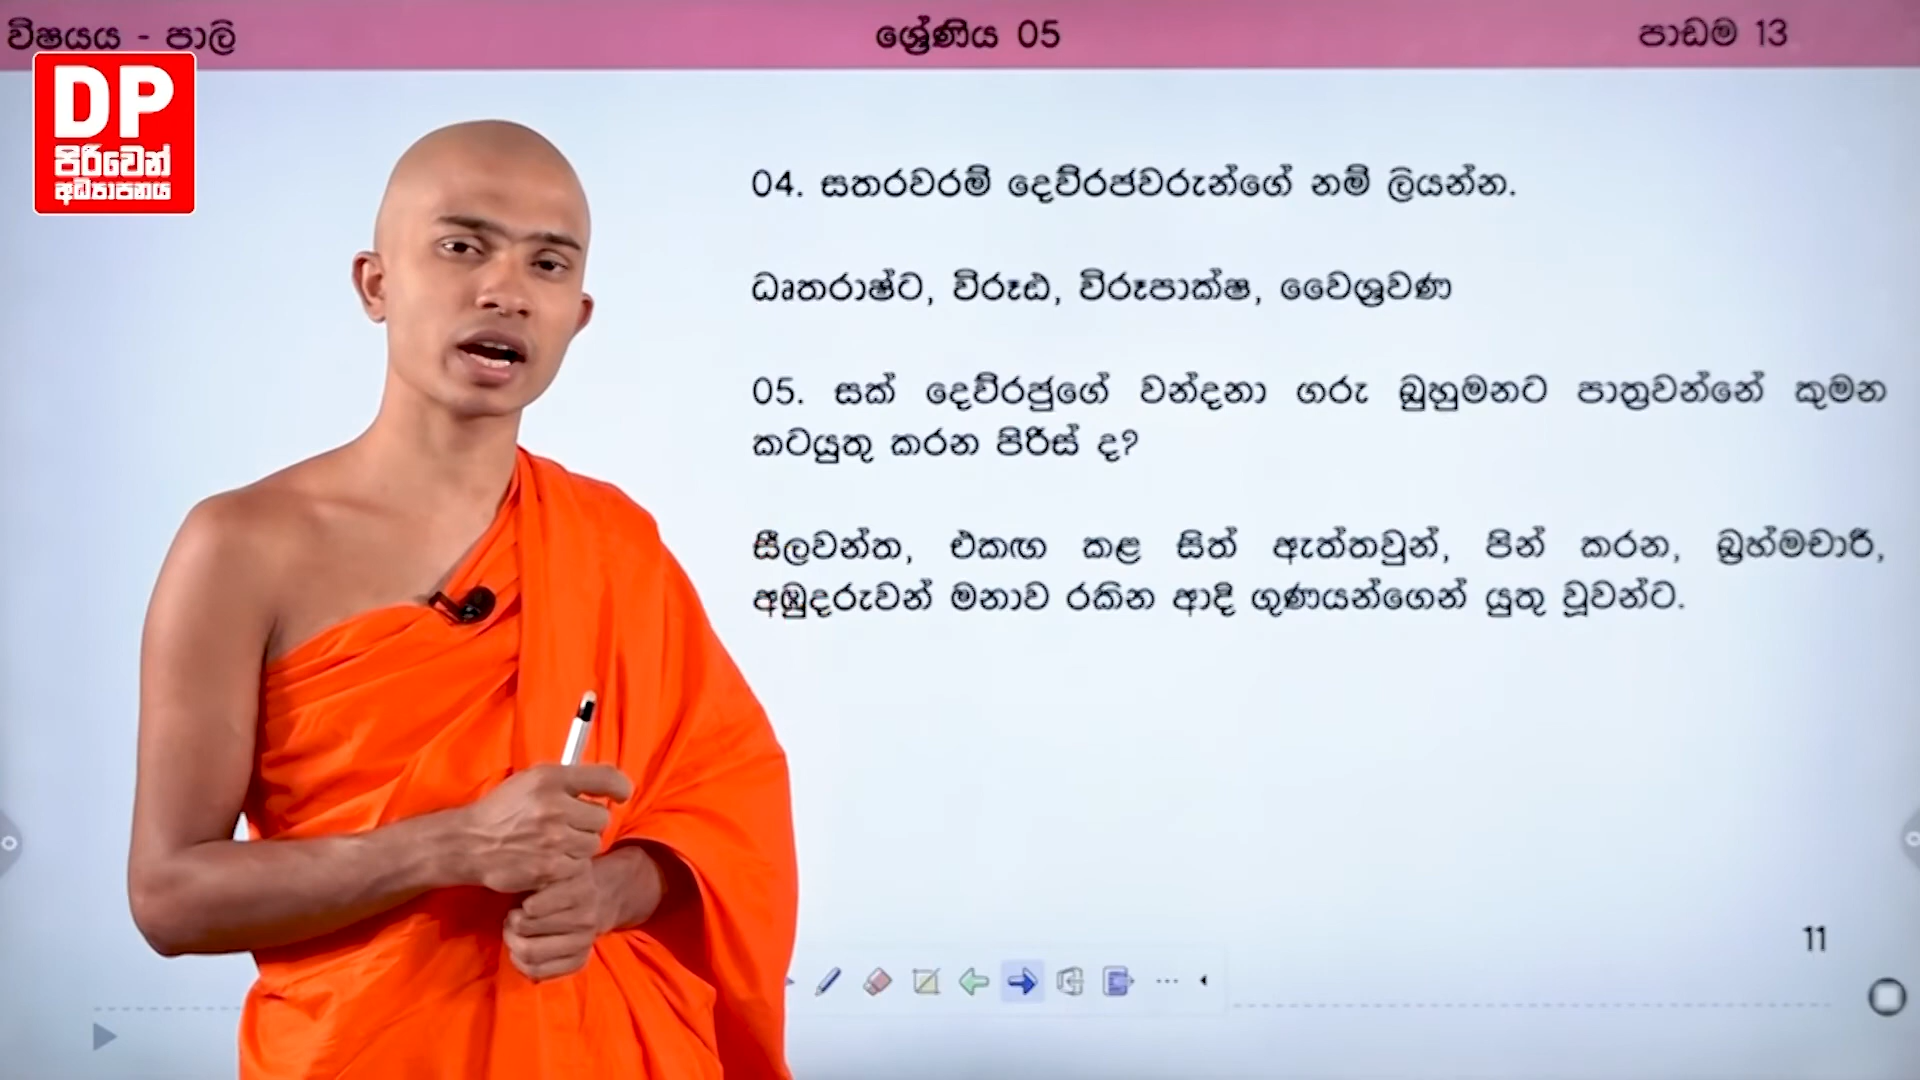 විෂයය - පාලි
ශ්‍රේණිය 05
පාඩම 13
DP
පිරිවෙන්
අධ්‍යාපනය
04. සතරවරම් දෙව්රජවරුන්ගේ නම් ලියන්න.
ධෘතරාෂ්ට, විරූඪ, විරූපාක්ෂ, වෛශ්‍රවණ
05. සක් දෙව්රජුගේ වන්දනා ගරු බුහුමනට පාත්‍රවන්නේ කුමන
කටයුතු කරන පිරිස් ද?
සීලවන්ත, එකඟ කළ සිත් ඇත්තවුන්, පින් කරන, බ්‍රහ්මචාරී,
අඹුදරුවන් මනාව රකින ආදි ගුණයන්ගෙන් යුතු වූවන්ට.
11